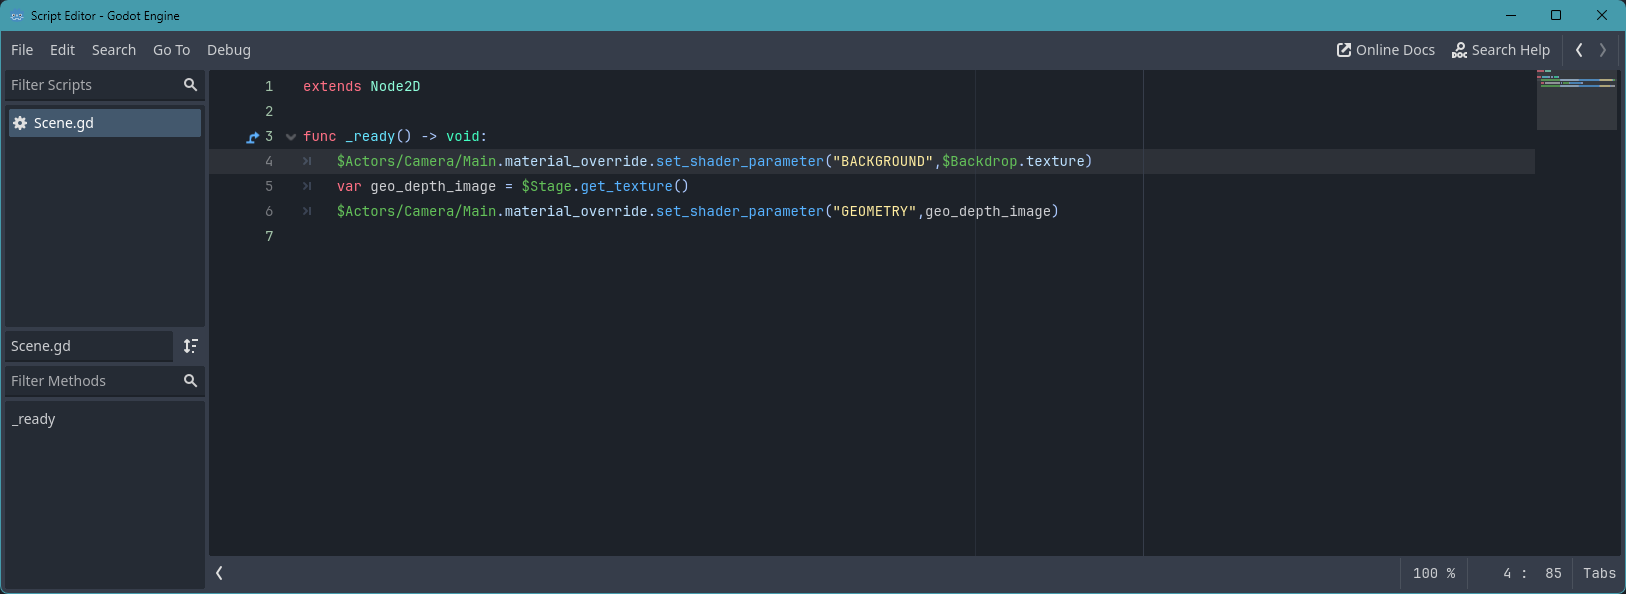 Script Editor - Godot Engine
File Edit Search Go To Debug
Online Docs Search Help
Filter Scripts
Scene.gd
Scene.gd
Filter Methods
_ready
1 extends Node2D
2
3 func _ready() -> void:
4 $Actors/Camera/Main.material_override.set_shader_parameter("BACKGROUND",$Backdrop.texture)
5 var geo_depth_image = $Stage.get_texture()
6 $Actors/Camera/Main.material_override.set_shader_parameter("GEOMETRY",geo_depth_image)
7
100 % 4 : 85 Tabs